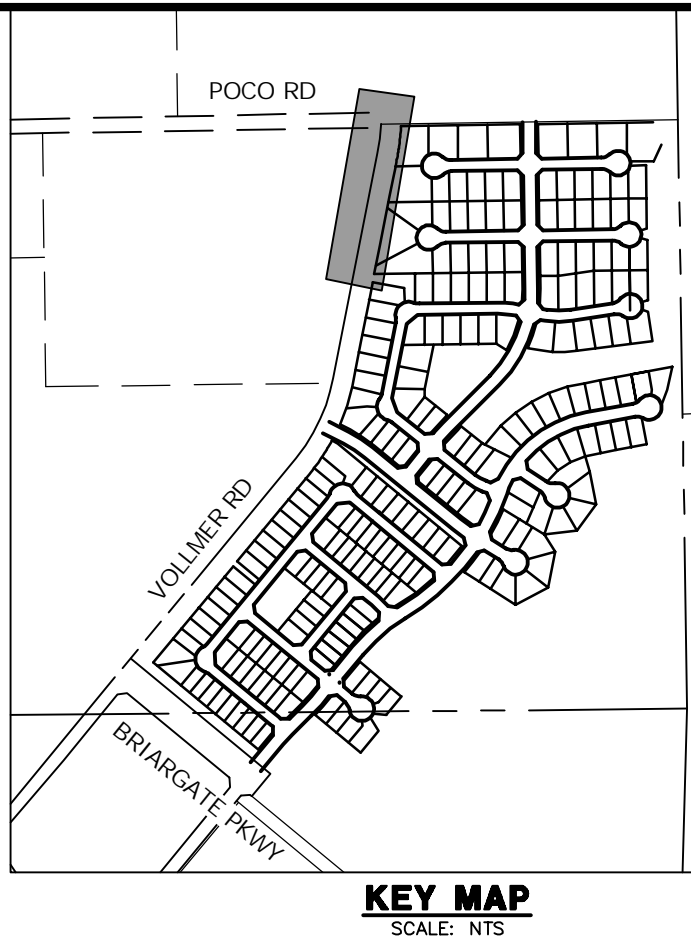 POCO RD
VOLLMER RD
BRIARGATE PKWY
KEY MAP
SCALE: NTS